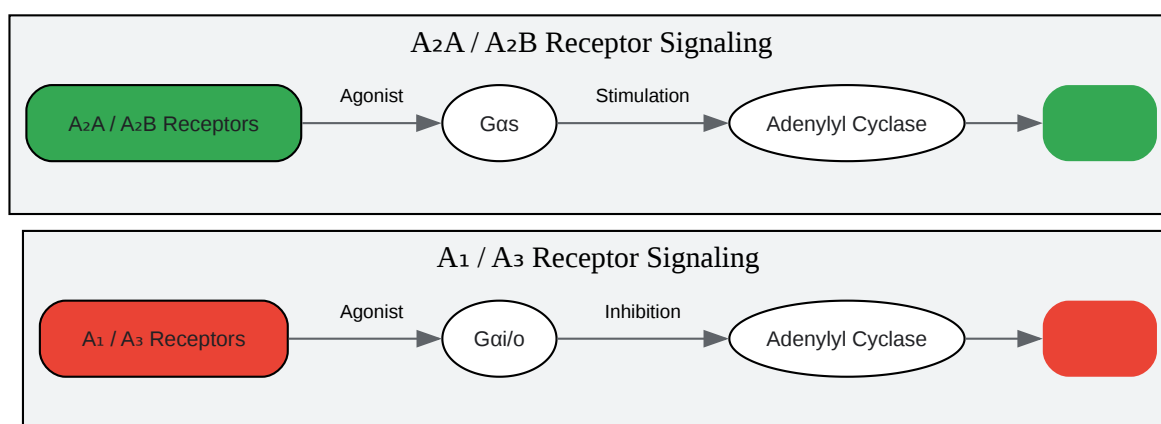 A₂A / A₂B Receptor Signaling
A₂A / A₂B Receptors
Agonist
Gαs
Stimulation
Adenylyl Cyclase
A₁ / A₃ Receptor Signaling
A₁ / A₃ Receptors
Agonist
Gαi/o
Inhibition
Adenylyl Cyclase